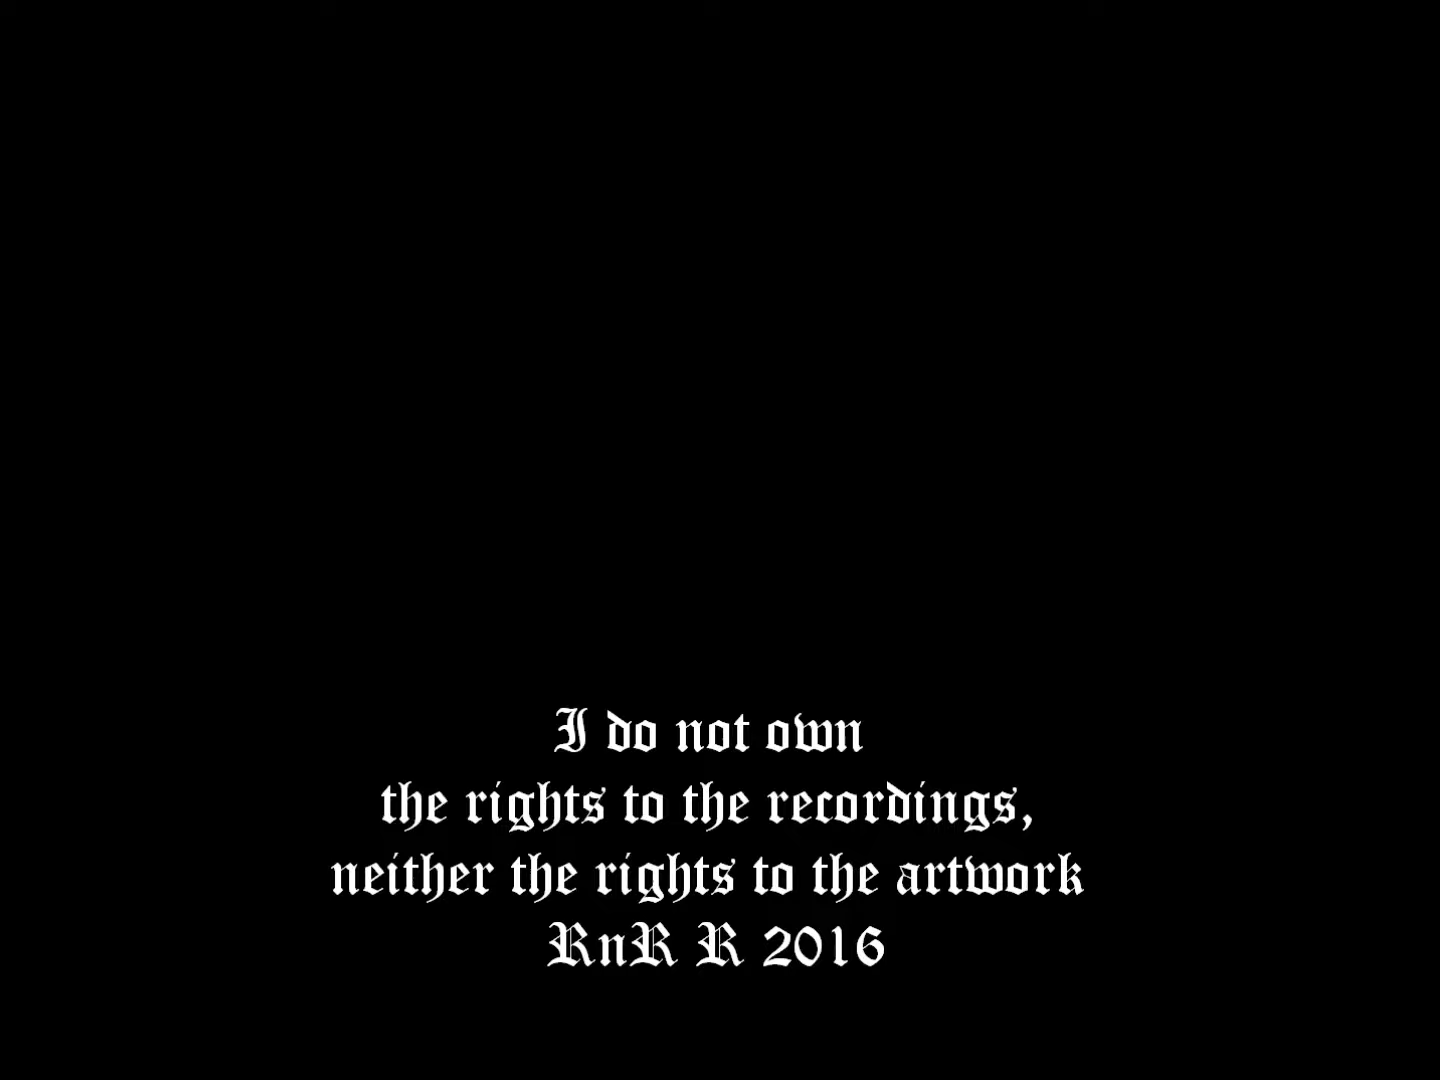 I do not own
the rights to the recordings,
neither the rights to the artwork
RnR R 2016